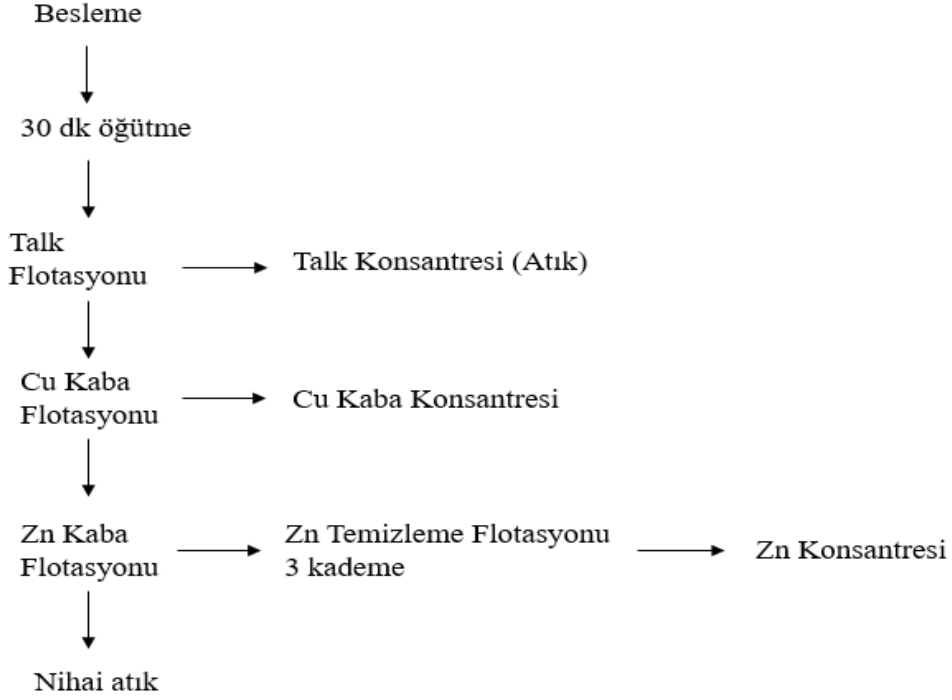 Besleme
30 dk öğütme
Talk
Flotasyonu
Talk Konsantresi (Atık)
Cu Kaba
Flotasyonu
Cu Kaba Konsantresi
Zn Kaba
Flotasyonu
Zn Temizleme Flotasyonu
3 kademe
Zn Konsantresi
Nihai atık